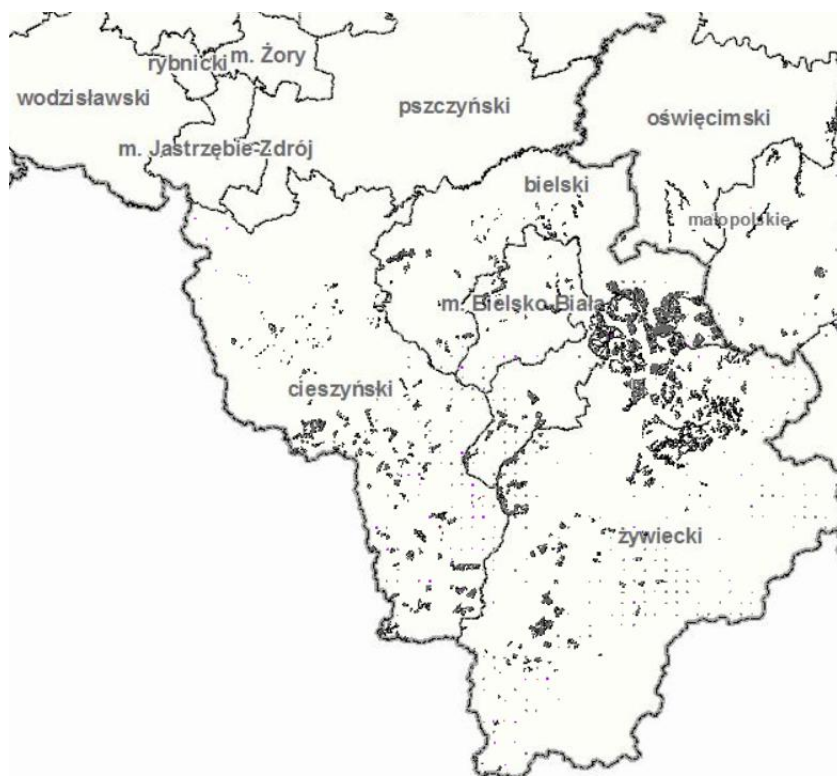 rybnicki
m. Żory
wodzisławski
pszczyński
oświęcimski
m. Jastrzębie-Zdrój
bielski
małopolskie
m. Bielsko-Biała
cieszyński
żywiecki